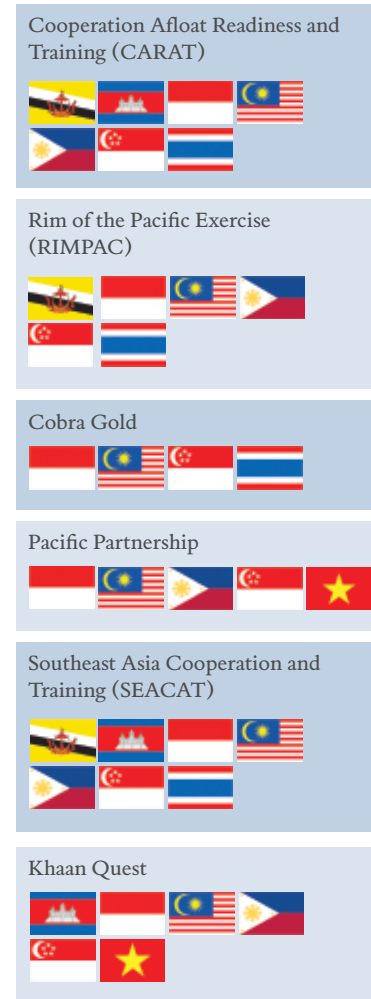 Cooperation Afloat Readiness and
Training (CARAT)
Rim of the Pacific Exercise
(RIMPAC)
Cobra Gold
Pacific Partnership
Southeast Asia Cooperation and
Training (SEACAT)
Khaan Quest